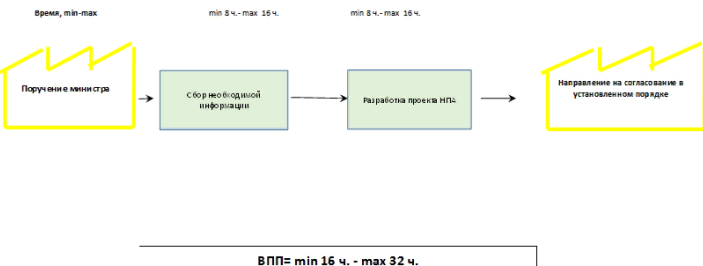 Время, min-max
min 8 ч.- max 16 ч.
min 8 ч.- max 16 ч.
Поручение министра
Сбор необходимой
информации
Разработка проекта НПА
Направление на согласование в
установленном порядке
ВПП= min 16 ч. - max 32 ч.